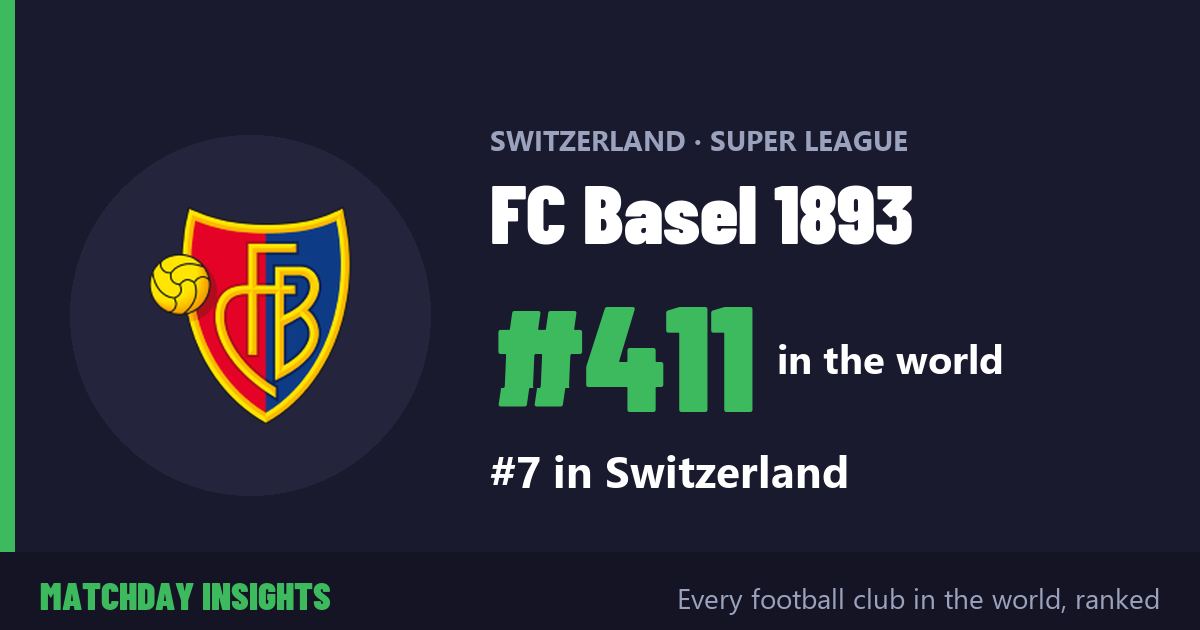 SWITZERLAND · SUPER LEAGUE
FC Basel 1893
FCB
#411 in the world
#7 in Switzerland
MATCHDAY INSIGHTS
Every football club in the world, ranked